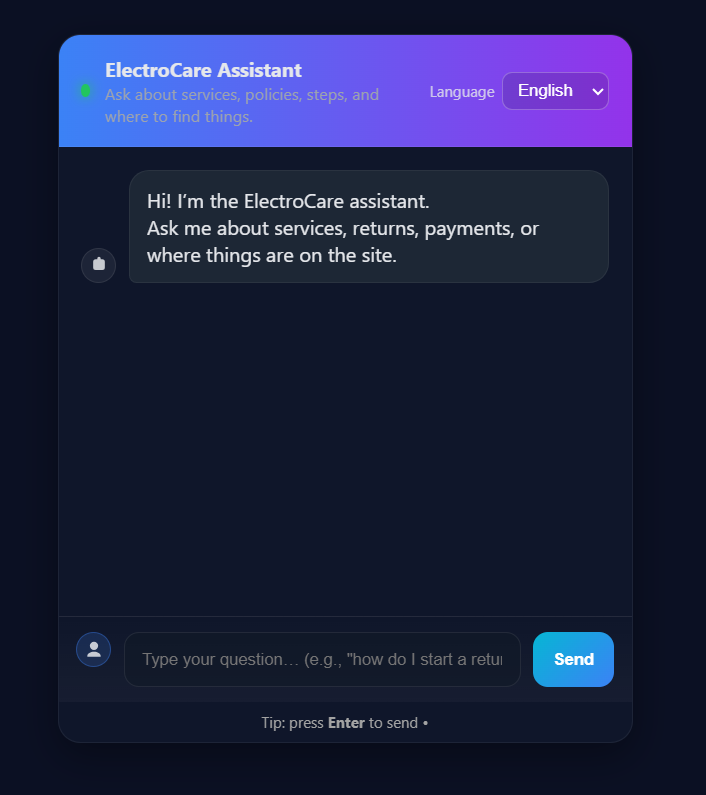 ElectroCare Assistant
Ask about services, policies, steps, and
where to find things.
Language
English
Hi! I’m the ElectroCare assistant.
Ask me about services, returns, payments, or
where things are on the site.
Type your question… (e.g., "how do I start a retu
Send
Tip: press Enter to send •